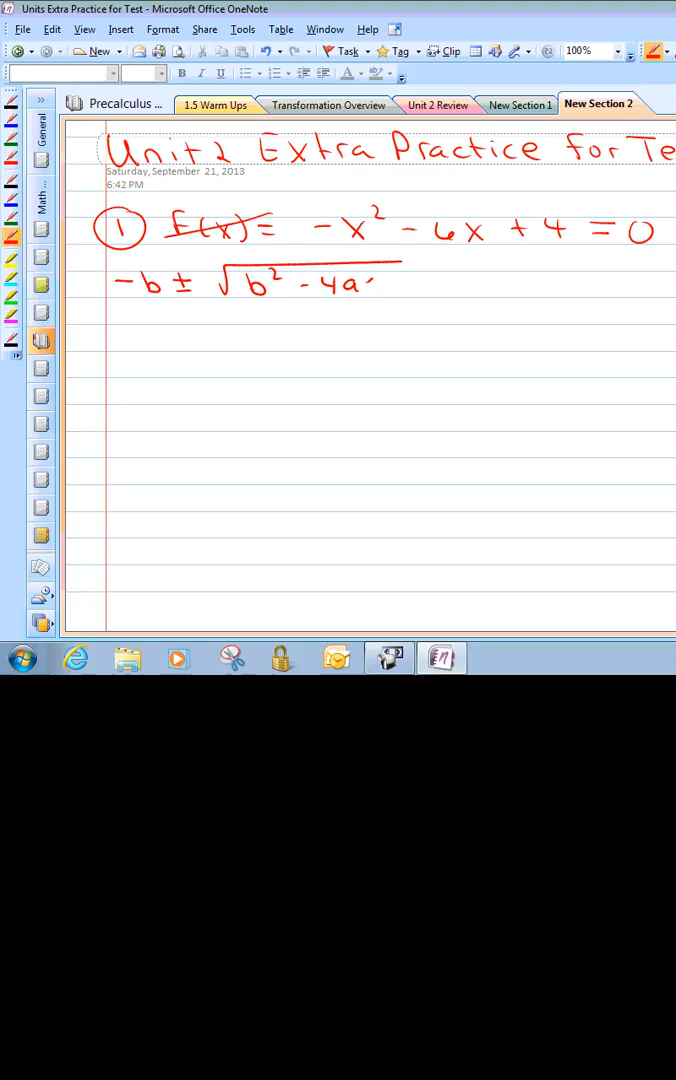 Units Extra Practice for Test - Microsoft Office OneNote
File Edit View Insert Format Share Tools Table Window Help
New Task Tag Clip 100%
B I U A ab
Precalculus ... 1.5 Warm Ups Transformation Overview Unit 2 Review New Section 1 New Section 2
General
Math ...
Unit 2 Extra Practice for Te
Saturday, September 21, 2013
6:42 PM
① f(x) = -x² - 6x + 4 = 0
-b ± √b² - 4a